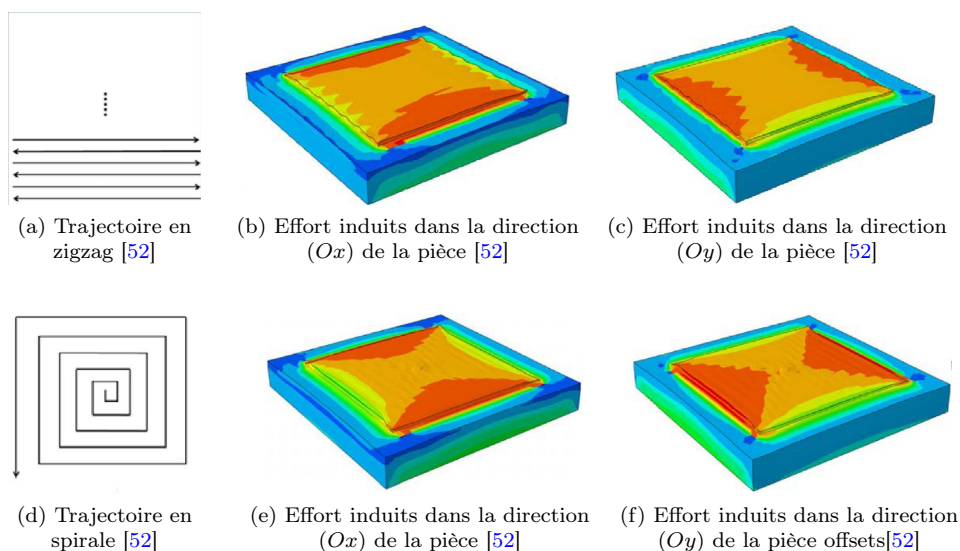 (a) Trajectoire en
zigzag [52]
(b) Effort induits dans la direction
(Ox) de la pièce [52]
(c) Effort induits dans la direction
(Oy) de la pièce [52]
(d) Trajectoire en
spirale [52]
(e) Effort induits dans la direction
(Ox) de la pièce [52]
(f) Effort induits dans la direction
(Oy) de la pièce offsets[52]